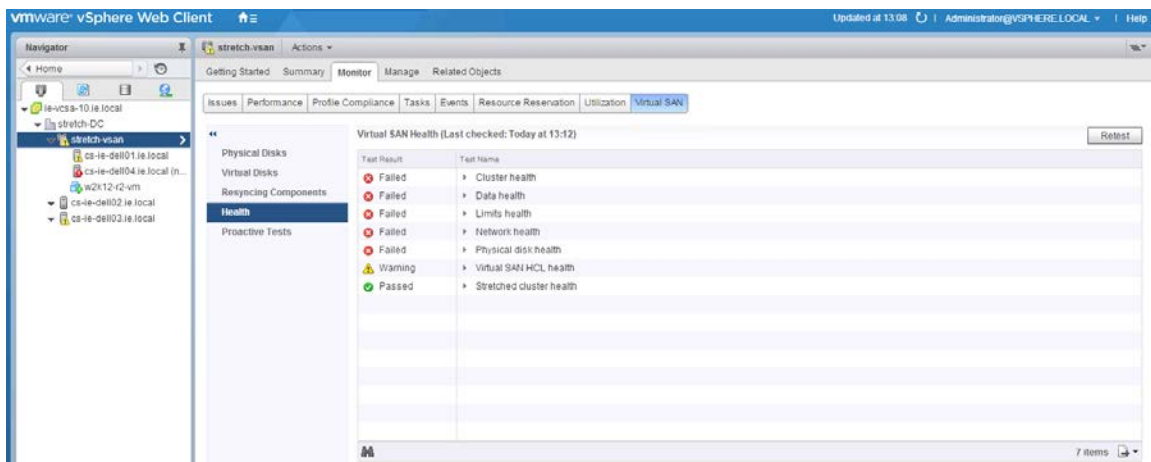 vmware vSphere Web Client
Updated at 13:08 | Administrator@VSPHERE.LOCAL | Help
Navigator
Home
ie-vcsa-10.ie.local
stretch-DC
stretch-vsan
cs-ie-dell01.ie.local
cs-ie-dell04.ie.local (n...
w2k12-r2-vm
cs-ie-dell02.ie.local
cs-ie-dell03.ie.local
stretch-vsan Actions
Getting Started Summary Monitor Manage Related Objects
Issues Performance Profile Compliance Tasks Events Resource Reservation Utilization Virtual SAN
Physical Disks
Virtual Disks
Resyncing Components
Health
Proactive Tests
Virtual SAN Health (Last checked: Today at 13:12) Retest
Test Result Test Name
Failed Cluster health
Failed Data health
Failed Limits health
Failed Network health
Failed Physical disk health
Warning Virtual SAN HCL health
Passed Stretched cluster health
7 items